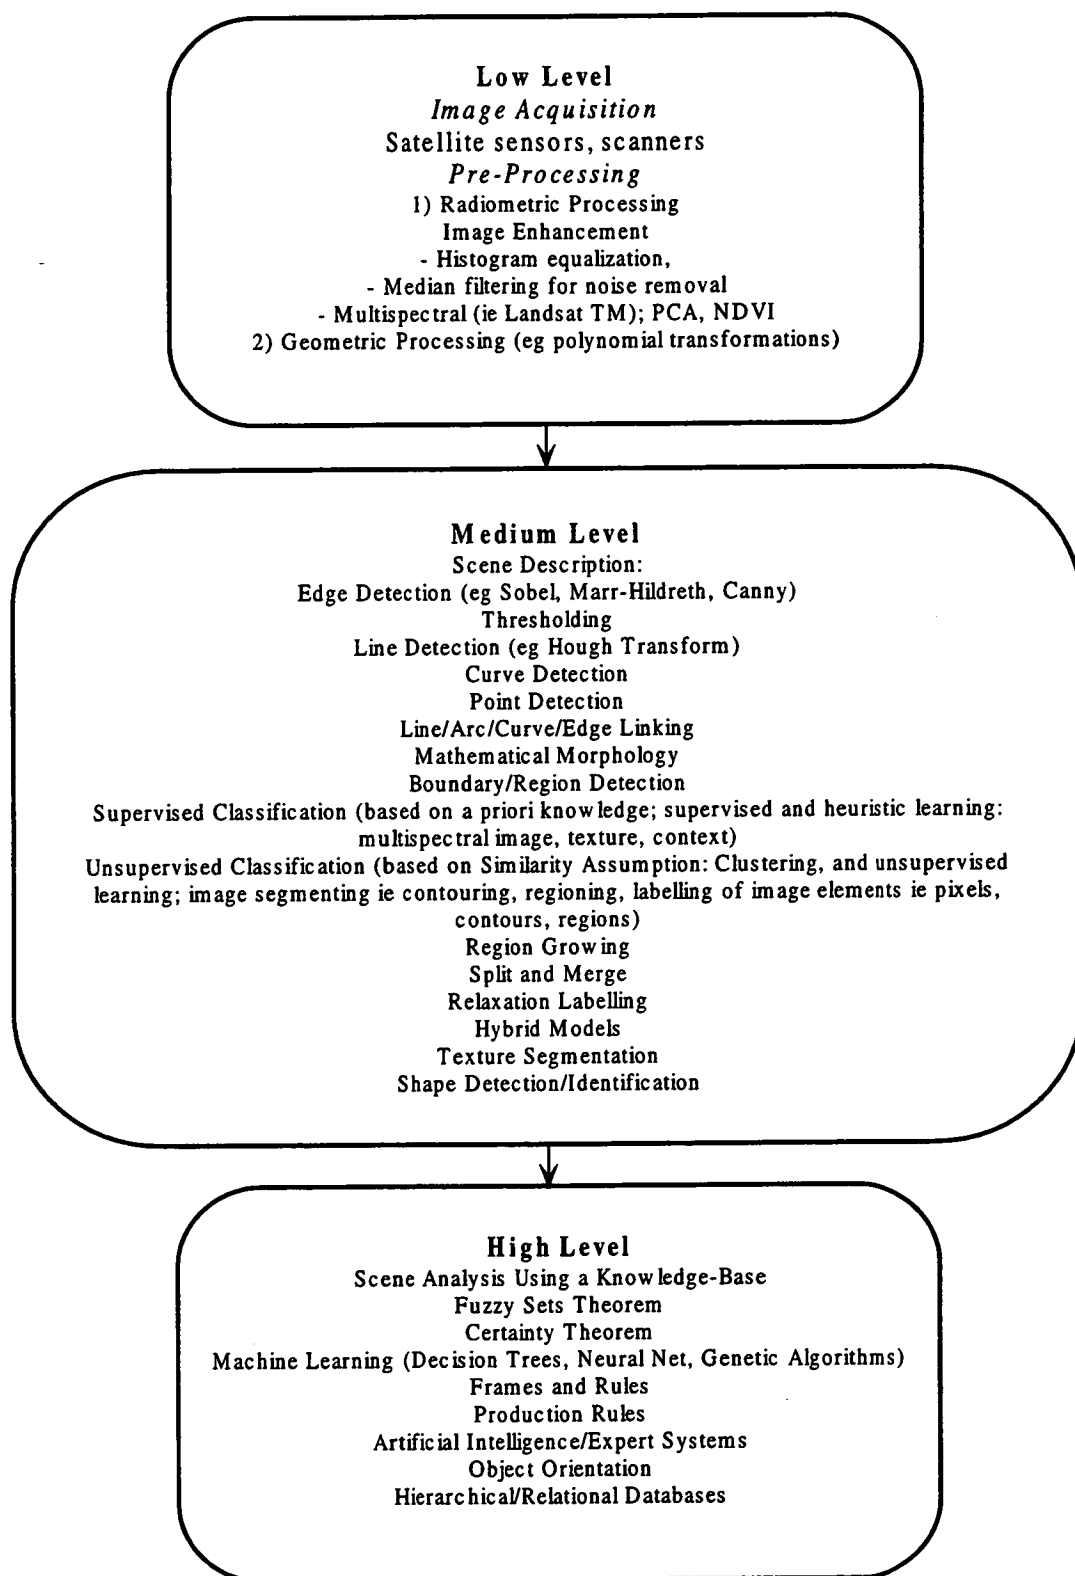 Low Level
Image Acquisition
Satellite sensors, scanners
Pre-Processing
1) Radiometric Processing
Image Enhancement
- Histogram equalization,
- Median filtering for noise removal
- Multispectral (ie Landsat TM); PCA, NDVI
2) Geometric Processing (eg polynomial transformations)
Medium Level
Scene Description:
Edge Detection (eg Sobel, Marr-Hildreth, Canny)
Thresholding
Line Detection (eg Hough Transform)
Curve Detection
Point Detection
Line/Arc/Curve/Edge Linking
Mathematical Morphology
Boundary/Region Detection
Supervised Classification (based on a priori knowledge; supervised and heuristic learning:
multispectral image, texture, context)
Unsupervised Classification (based on Similarity Assumption: Clustering, and unsupervised
learning; image segmenting ie contouring, regioning, labelling of image elements ie pixels,
contours, regions)
Region Growing
Split and Merge
Relaxation Labelling
Hybrid Models
Texture Segmentation
Shape Detection/Identification
High Level
Scene Analysis Using a Knowledge-Base
Fuzzy Sets Theorem
Certainty Theorem
Machine Learning (Decision Trees, Neural Net, Genetic Algorithms)
Frames and Rules
Production Rules
Artificial Intelligence/Expert Systems
Object Orientation
Hierarchical/Relational Databases